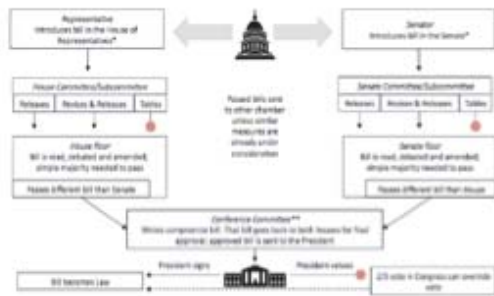 Representative
Introduces bill in the House of
Representatives*
Senator
Introduces bill in the Senate*
House Committee/Subcommittee
Releases
Revises & Releases
Tables
Passed bills sent
to other chamber
unless similar
measures are
already under
consideration
Senate Committee/Subcommittee
Releases
Revises & Releases
Tables
House floor
Bill is read, debated and amended;
simple majority needed to pass
Passes different bill than Senate
Senate floor
Bill is read, debated and amended;
simple majority needed to pass
Passes different bill than House
Conference Committee**
Writes compromise bill. That bill goes back to both houses for final
approval; approved bill is sent to the President
President signs
President vetoes
Bill becomes Law
2/3 vote in Congress can override
veto